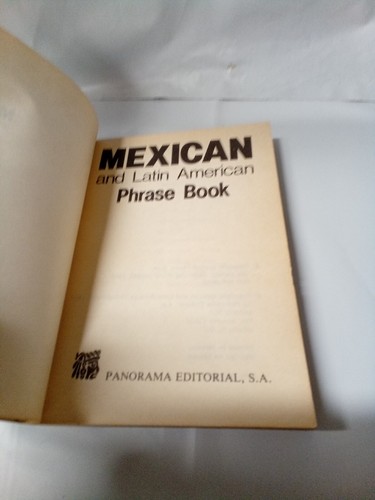 MEXICAN
and Latin American
Phrase Book
PANORAMA EDITORIAL, S.A.